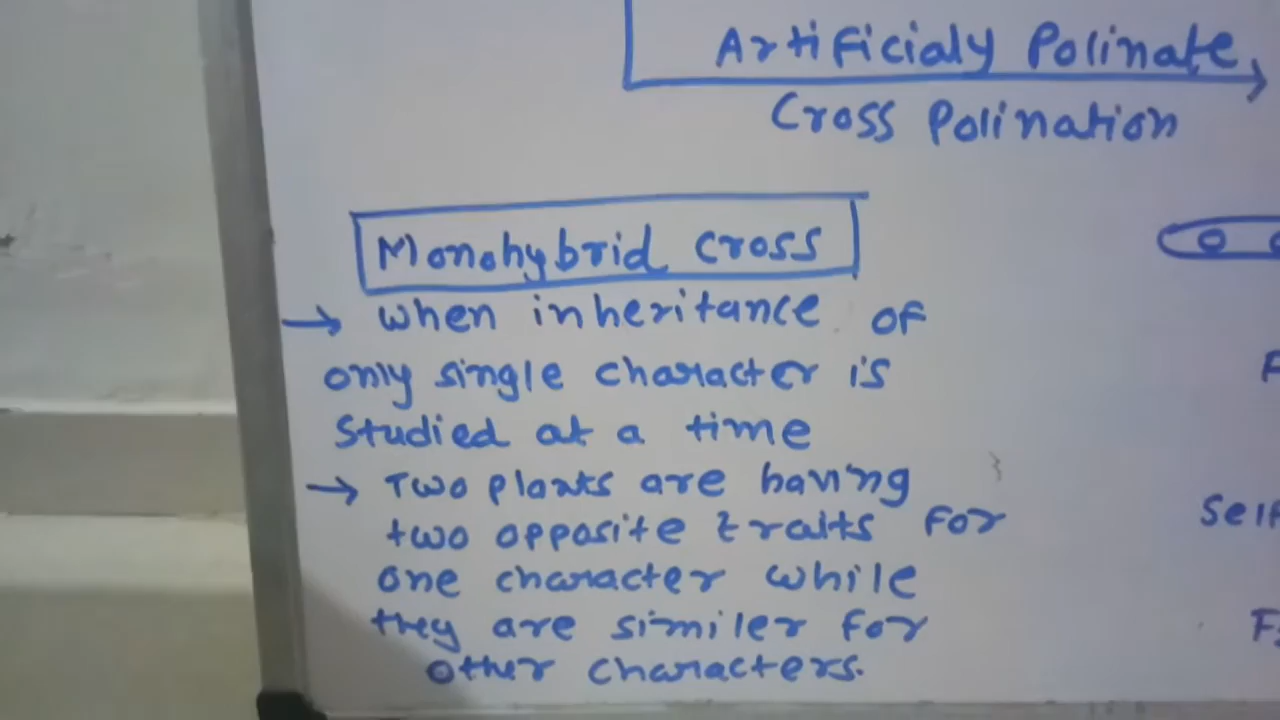 Artificialy Polinate
Cross Polination
Monohybrid Cross
→ when inheritance of
only single character is
studied at a time
→ Two plants are having
two opposite traits for
one character while
they are similer for
other characters.
Self